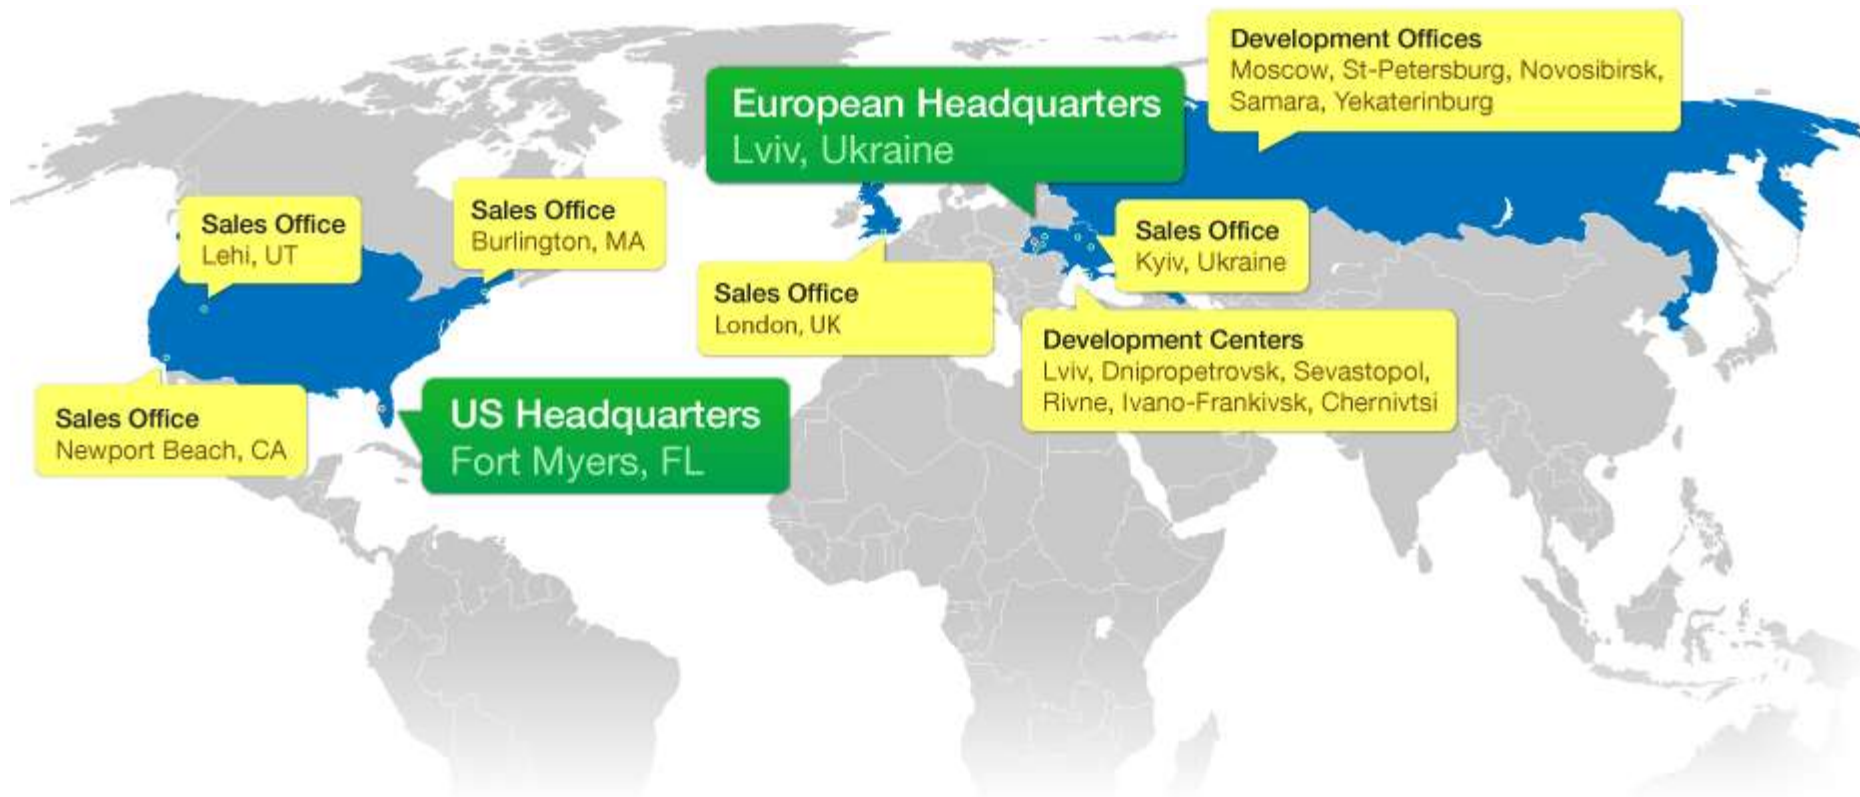 Development Offices
Moscow, St-Petersburg, Novosibirsk,
Samara, Yekaterinburg
European Headquarters
Lviv, Ukraine
Sales Office
Lehi, UT
Sales Office
Burlington, MA
Sales Office
Kyiv, Ukraine
Sales Office
London, UK
Development Centers
Lviv, Dnipropetrovsk, Sevastopol,
Rivne, Ivano-Frankivsk, Chernivtsi
Sales Office
Newport Beach, CA
US Headquarters
Fort Myers, FL